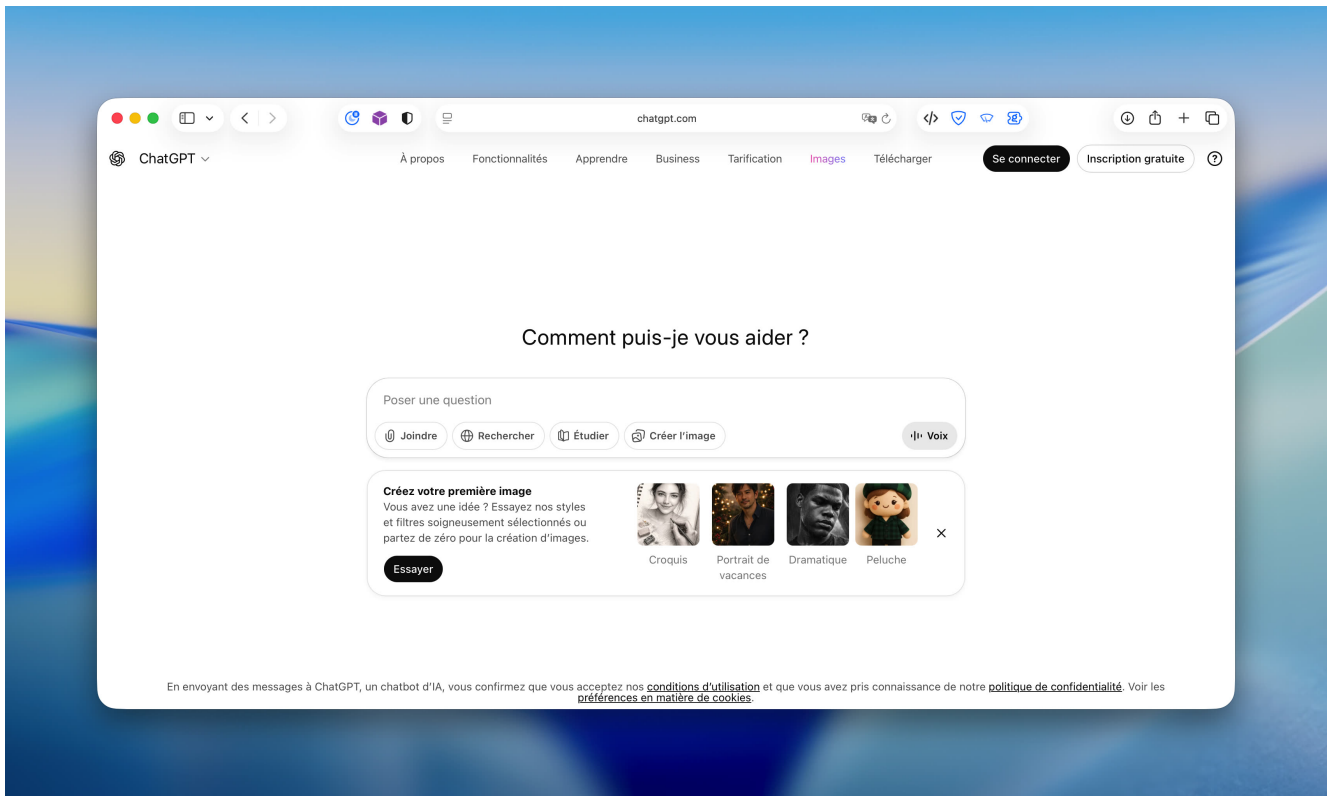 chatgpt.com
ChatGPT
À propos
Fonctionnalités
Apprendre
Business
Tarification
Images
Télécharger
Se connecter
Inscription gratuite
Comment puis-je vous aider ?
Poser une question
Joindre
Rechercher
Étudier
Créer l'image
Voix
Créez votre première image
Vous avez une idée ? Essayez nos styles
et filtres soigneusement sélectionnés ou
partez de zéro pour la création d'images.
Essayer
Croquis
Portrait de
vacances
Dramatique
Peluche
En envoyant des messages à ChatGPT, un chatbot d'IA, vous confirmez que vous acceptez nos conditions d'utilisation et que vous avez pris connaissance de notre politique de confidentialité. Voir les
préférences en matière de cookies.